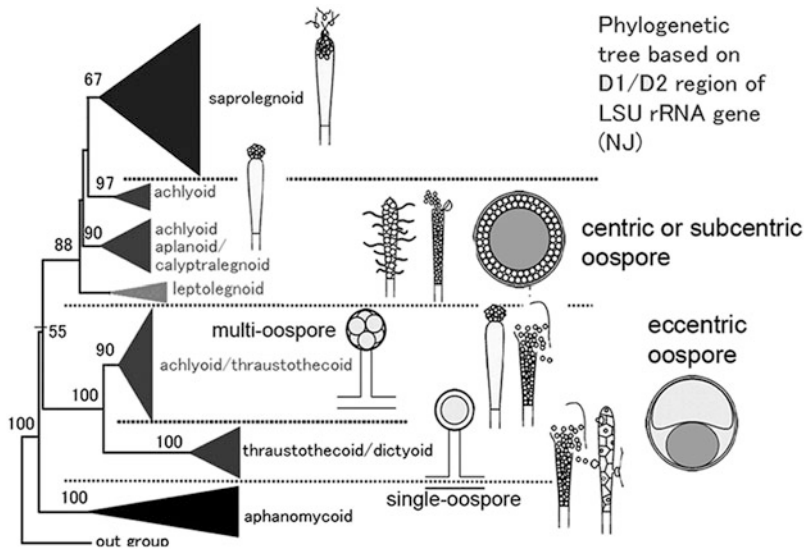 Phylogenetic
tree based on
D1/D2 region of
LSU rRNA gene
(NJ)
67
saprolegnoid
97
achlyoid
90
achlyoid
aplanoid/
calyptralegnoid
88
leptolegnoid
centric or subcentric
oospore
55
multi-oospore
eccentric
oospore
90
achlyoid/thraustothecoid
100
100
thraustothecoid/dictyoid
100
single-oospore
100
aphanomycoid
out group